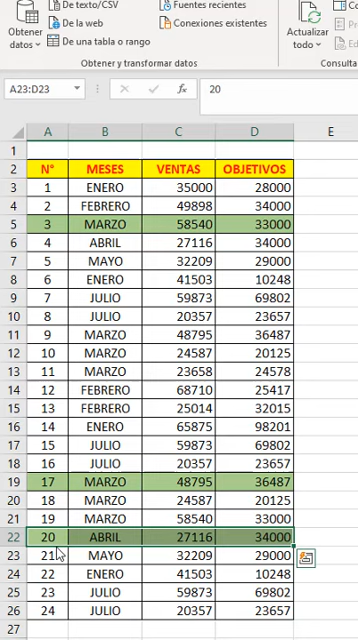 De texto/CSV
Fuentes recientes
De la web
Conexiones existentes
Obtener datos
De una tabla o rango
Actualizar todo
Obtener y transformar datos
Consulta
A23:D23
fx
20
A B C D E
1
2 N° MESES VENTAS OBJETIVOS
3 1 ENERO 35000 28000
4 2 FEBRERO 49898 34000
5 3 MARZO 58540 33000
6 4 ABRIL 27116 34000
7 5 MAYO 32209 29000
8 6 ENERO 41503 10248
9 7 JULIO 59873 69802
10 8 JULIO 20357 23657
11 9 MARZO 48795 36487
12 10 MARZO 24587 20125
13 11 MARZO 23658 24578
14 12 FEBRERO 68710 25417
15 13 FEBRERO 25014 32015
16 14 ENERO 65875 98201
17 15 JULIO 59873 69802
18 16 JULIO 20357 23657
19 17 MARZO 48795 36487
20 18 MARZO 24587 20125
21 19 MARZO 58540 33000
22 20 ABRIL 27116 34000
23 21 MAYO 32209 29000
24 22 ENERO 41503 10248
25 23 JULIO 59873 69802
26 24 JULIO 20357 23657
27